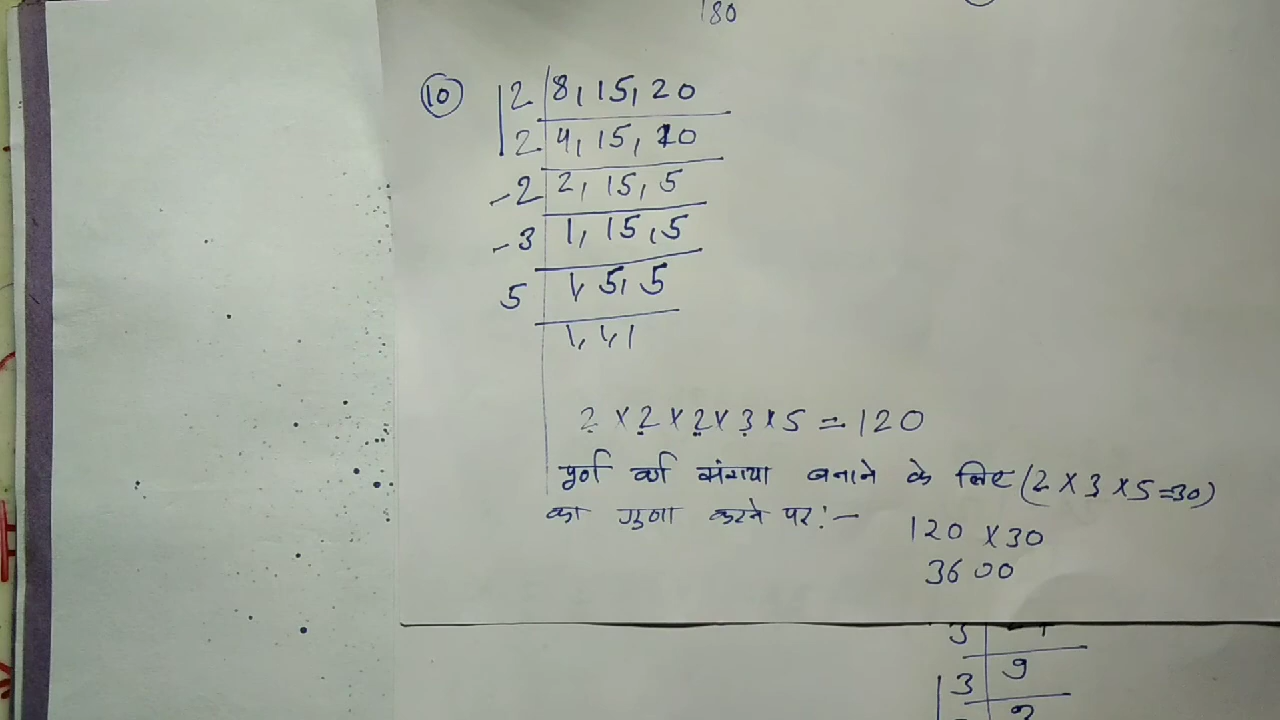 180
10
2 | 8, 15, 20
2 | 4, 15, 10
2 | 2, 15, 5
3 | 1, 15, 5
5 | 1, 5, 5
1, 1, 1
2 × 2 × 2 × 3 × 5 = 120
पूर्ण वर्ग संख्या बनाने के लिए (2 × 3 × 5 = 30)
का गुणा करने पर :-
120 × 30
3600
3
9
3